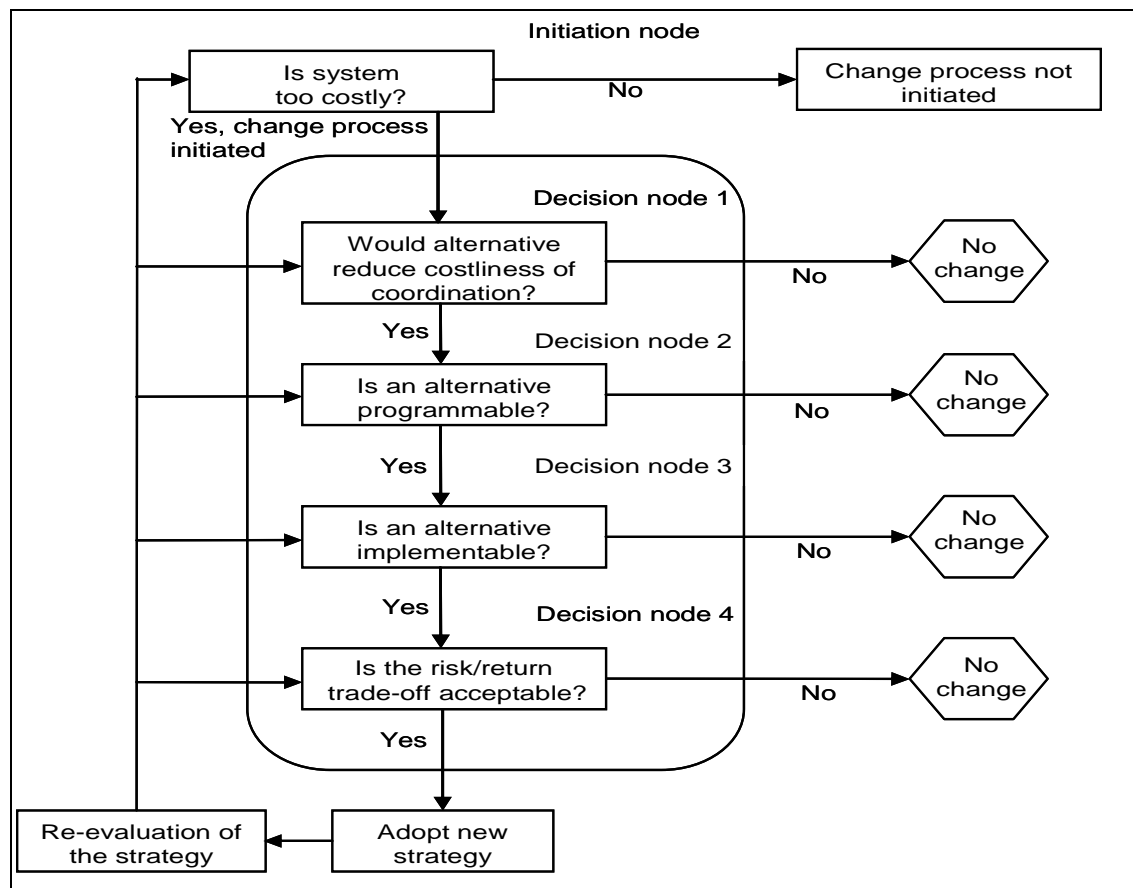 Initiation node
Is system
too costly?
No
Change process not
initiated
Yes, change process
initiated
Decision node 1
Would alternative
reduce costliness of
coordination?
No
No
change
Yes
Decision node 2
Is an alternative
programmable?
No
No
change
Yes
Decision node 3
Is an alternative
implementable?
No
No
change
Yes
Decision node 4
Is the risk/return
trade-off acceptable?
No
No
change
Yes
Re-evaluation of
the strategy
Adopt new
strategy